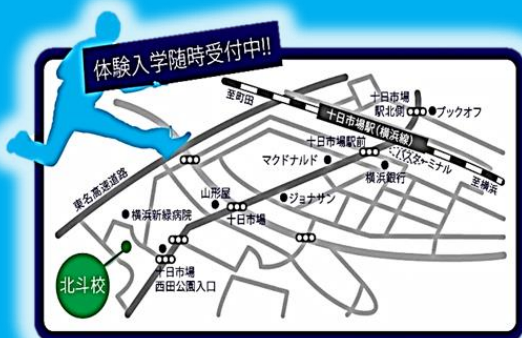 体験入学随時受付中!!
至町田
十日市場
駅北側
ブックオフ
十日市場駅(横浜線)
十日市場駅前
バスターミナル
マクドナルド
横浜銀行
至横浜
東名高速道路
山形屋
ジョナサン
横浜新緑病院
十日市場
北斗校
十日市場
西田公園入口